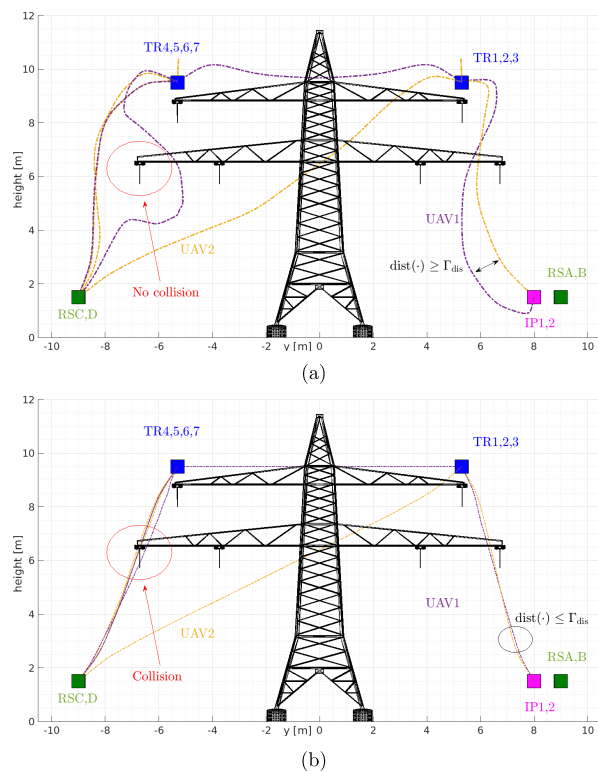 12
10
8
6
4
2
0
height [m]
TR4,5,6,7
TR1,2,3
UAV1
UAV2
dist(·) ≥ Γdis
No collision
RSA,B
RSC,D
IP1,2
-10 -8 -6 -4 -2 y [m] 0 2 4 6 8 10
(a)
12
10
8
6
4
2
0
height [m]
TR4,5,6,7
TR1,2,3
UAV1
UAV2
dist(·) ≤ Γdis
RSA,B
Collision
RSC,D
IP1,2
-10 -8 -6 -4 -2 y [m] 0 2 4 6 8 10
(b)